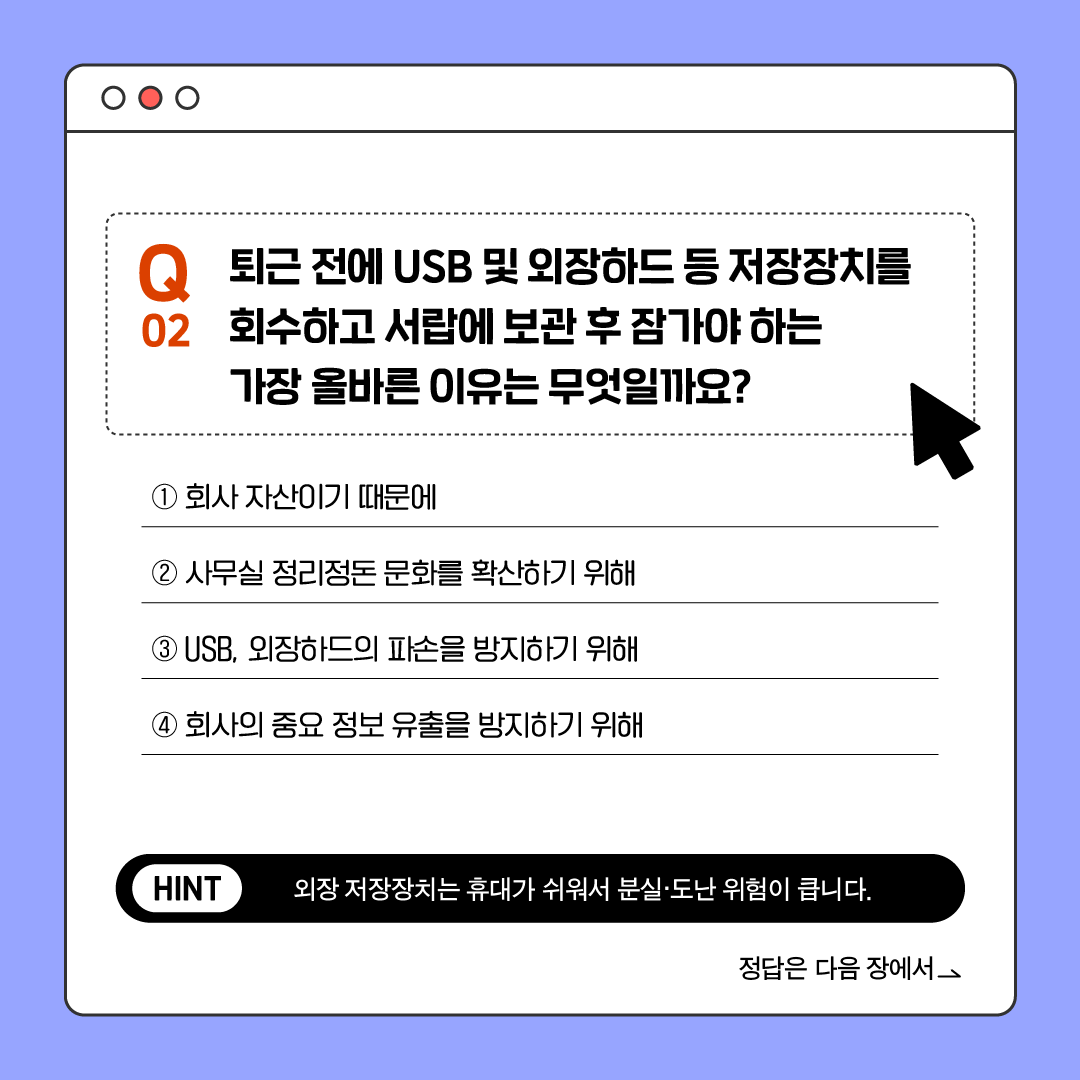 Q
02
퇴근 전에 USB 및 외장하드 등 저장장치를
회수하고 서랍에 보관 후 잠가야 하는
가장 올바른 이유는 무엇일까요?
① 회사 자산이기 때문에
② 사무실 정리정돈 문화를 확산하기 위해
③ USB, 외장하드의 파손을 방지하기 위해
④ 회사의 중요 정보 유출을 방지하기 위해
HINT 외장 저장장치는 휴대가 쉬워서 분실·도난 위험이 큽니다.
정답은 다음 장에서